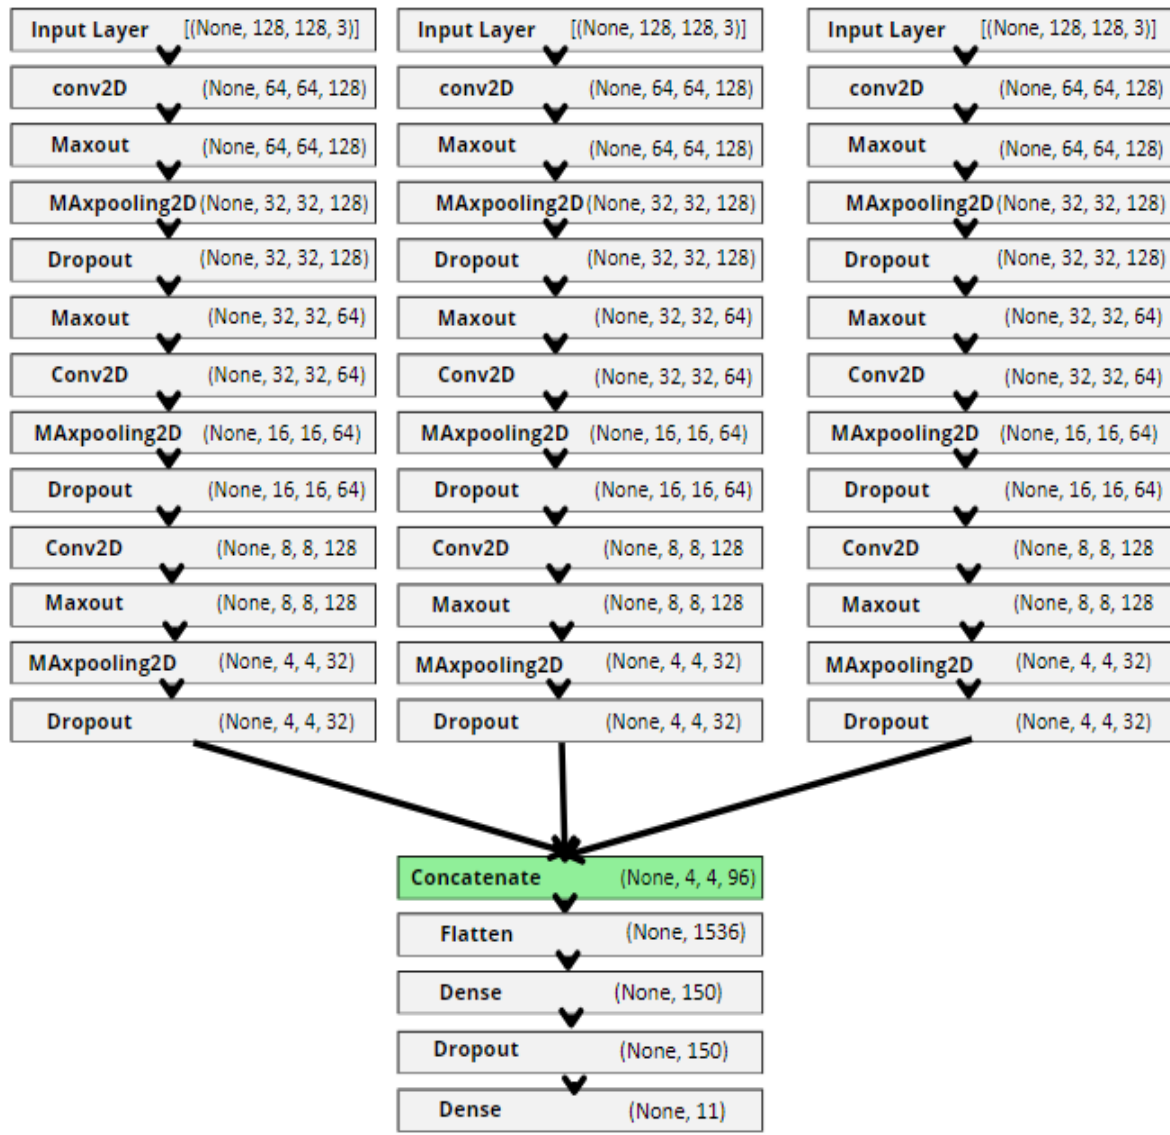 Input Layer [(None, 128, 128, 3)]
conv2D (None, 64, 64, 128)
Maxout (None, 64, 64, 128)
MAxpooling2D (None, 32, 32, 128)
Dropout (None, 32, 32, 128)
Maxout (None, 32, 32, 64)
Conv2D (None, 32, 32, 64)
MAxpooling2D (None, 16, 16, 64)
Dropout (None, 16, 16, 64)
Conv2D (None, 8, 8, 128
Maxout (None, 8, 8, 128
MAxpooling2D (None, 4, 4, 32)
Dropout (None, 4, 4, 32)
Input Layer [(None, 128, 128, 3)]
conv2D (None, 64, 64, 128)
Maxout (None, 64, 64, 128)
MAxpooling2D (None, 32, 32, 128)
Dropout (None, 32, 32, 128)
Maxout (None, 32, 32, 64)
Conv2D (None, 32, 32, 64)
MAxpooling2D (None, 16, 16, 64)
Dropout (None, 16, 16, 64)
Conv2D (None, 8, 8, 128
Maxout (None, 8, 8, 128
MAxpooling2D (None, 4, 4, 32)
Dropout (None, 4, 4, 32)
Input Layer [(None, 128, 128, 3)]
conv2D (None, 64, 64, 128)
Maxout (None, 64, 64, 128)
MAxpooling2D (None, 32, 32, 128)
Dropout (None, 32, 32, 128)
Maxout (None, 32, 32, 64)
Conv2D (None, 32, 32, 64)
MAxpooling2D (None, 16, 16, 64)
Dropout (None, 16, 16, 64)
Conv2D (None, 8, 8, 128
Maxout (None, 8, 8, 128
MAxpooling2D (None, 4, 4, 32)
Dropout (None, 4, 4, 32)
Concatenate (None, 4, 4, 96)
Flatten (None, 1536)
Dense (None, 150)
Dropout (None, 150)
Dense (None, 11)